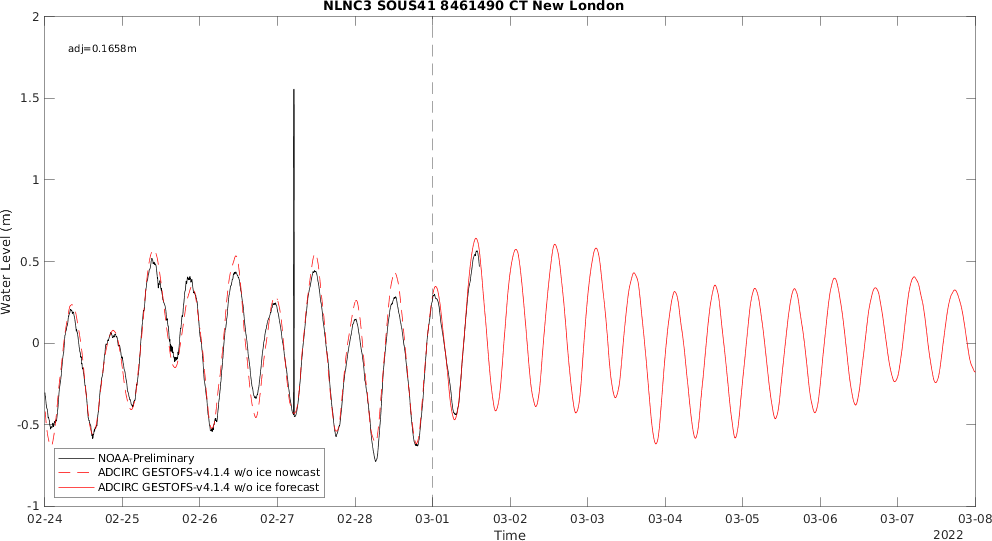 NLNC3 SOUS41 8461490 CT New London
adj=0.1658m
2
1.5
1
0.5
0
-0.5
-1
Water Level (m)
NOAA-Preliminary
ADCIRC GESTOFS-v4.1.4 w/o ice nowcast
ADCIRC GESTOFS-v4.1.4 w/o ice forecast
02-24 02-25 02-26 02-27 02-28 03-01 03-02 03-03 03-04 03-05 03-06 03-07 03-08
Time
2022